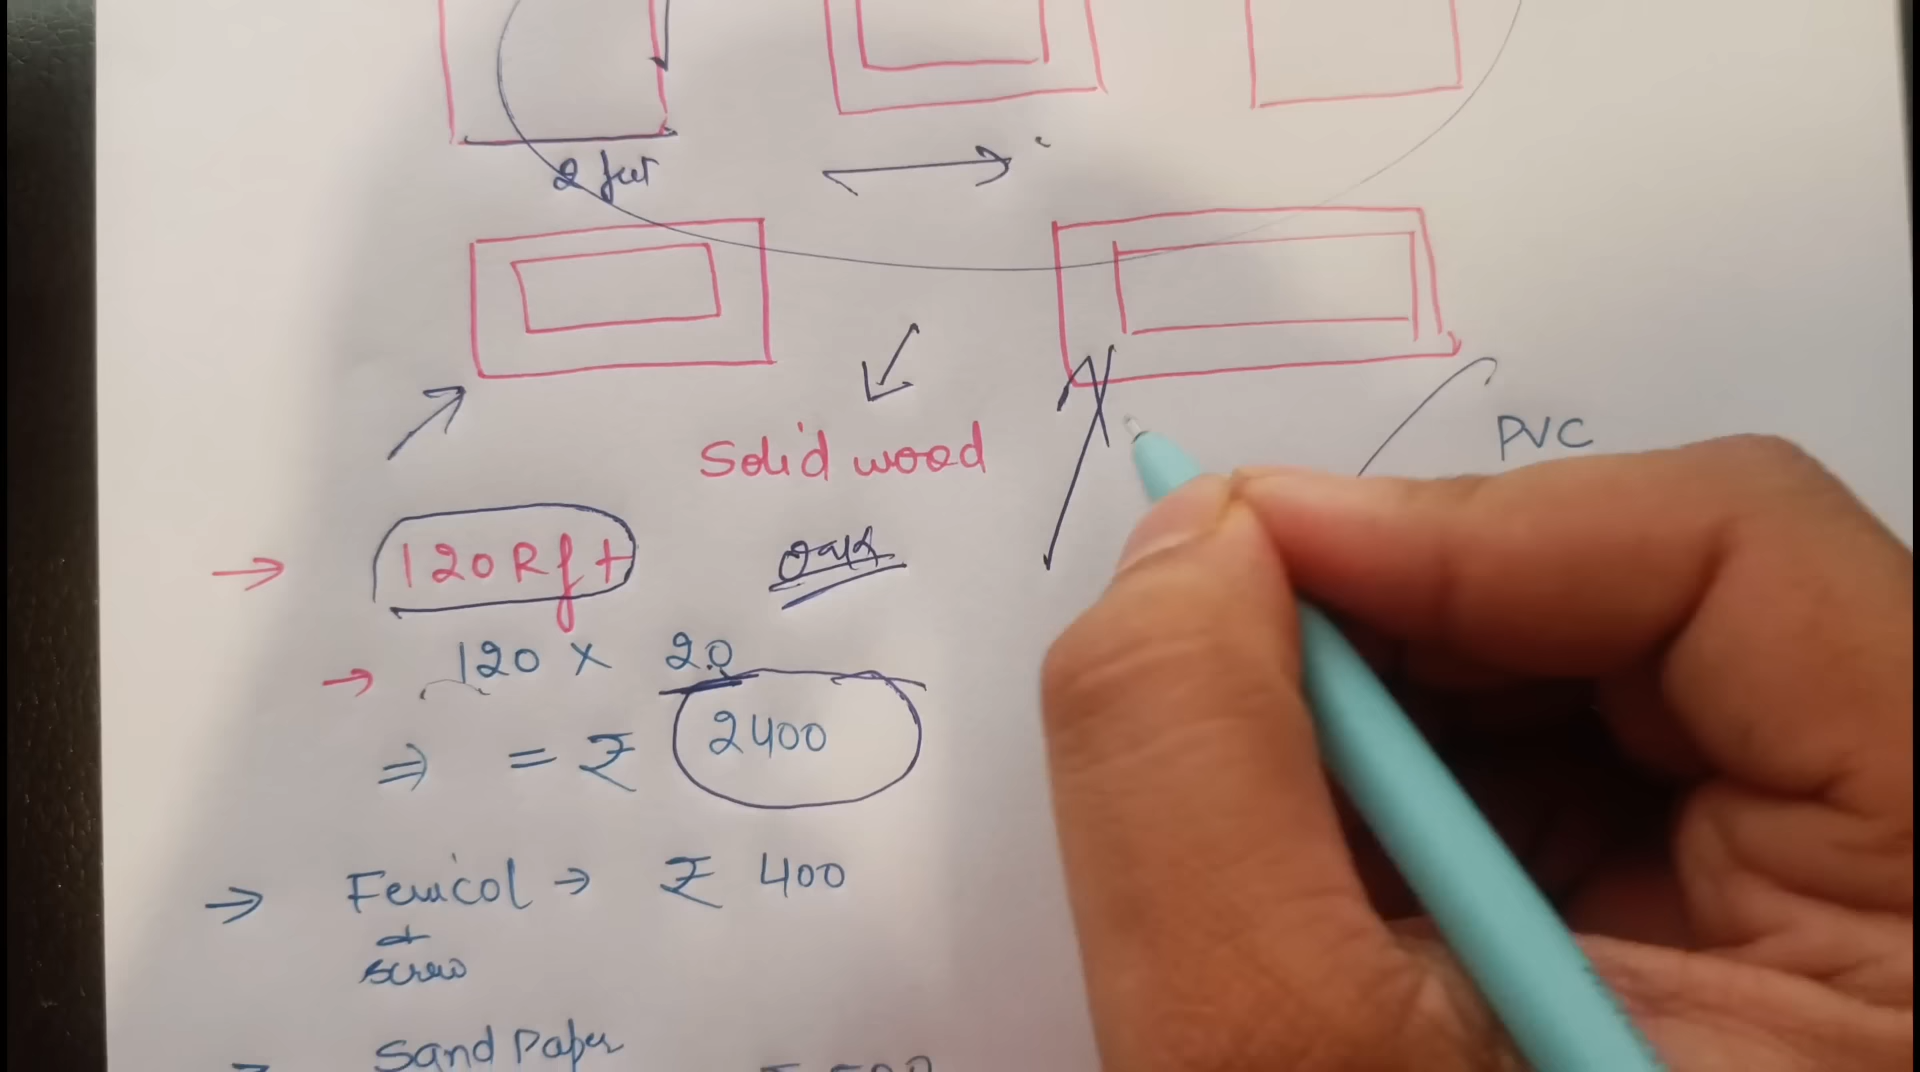 2 feet
PVC
Solid wood
→ 120 Rft
→ 120 x 20
⇒ = ₹ 2400
→ Fevicol → ₹ 400
+
screw
Sand Paper